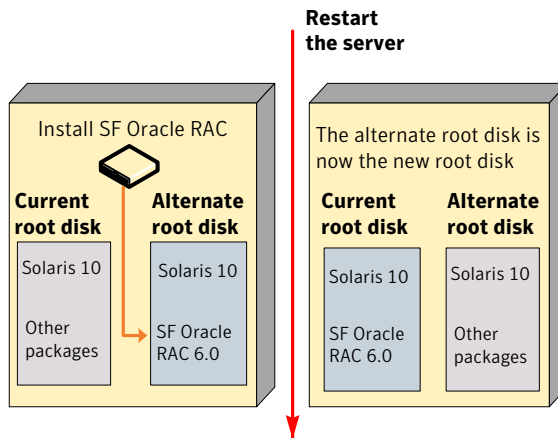 Restart
the server
Install SF Oracle RAC
Current
root disk
Alternate
root disk
Solaris 10
Other
packages
Solaris 10
SF Oracle
RAC 6.0
The alternate root disk is
now the new root disk
Current
root disk
Alternate
root disk
Solaris 10
SF Oracle
RAC 6.0
Solaris 10
Other
packages